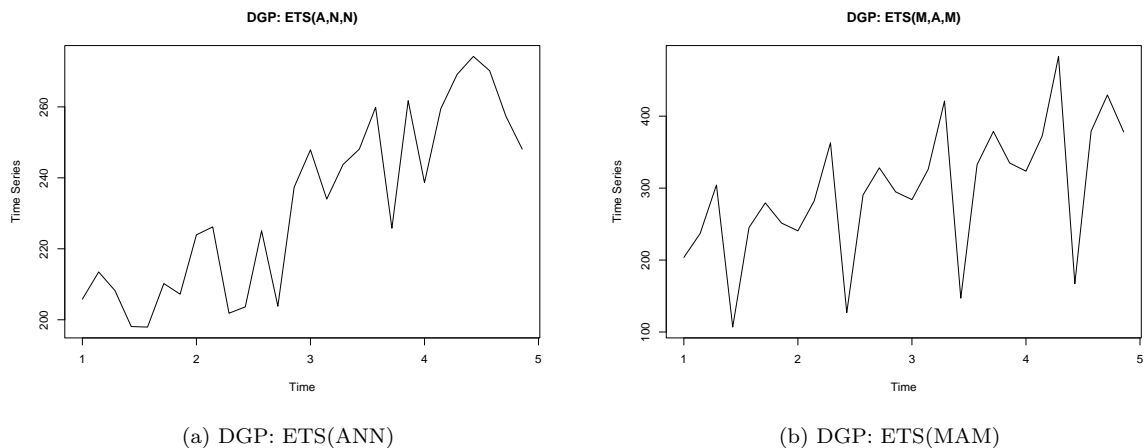 DGP: ETS(A,N,N)
Time Series
260
240
220
200
1
2
3
4
5
Time
(a) DGP: ETS(ANN)
DGP: ETS(M,A,M)
Time Series
400
300
200
100
1
2
3
4
5
Time
(b) DGP: ETS(MAM)